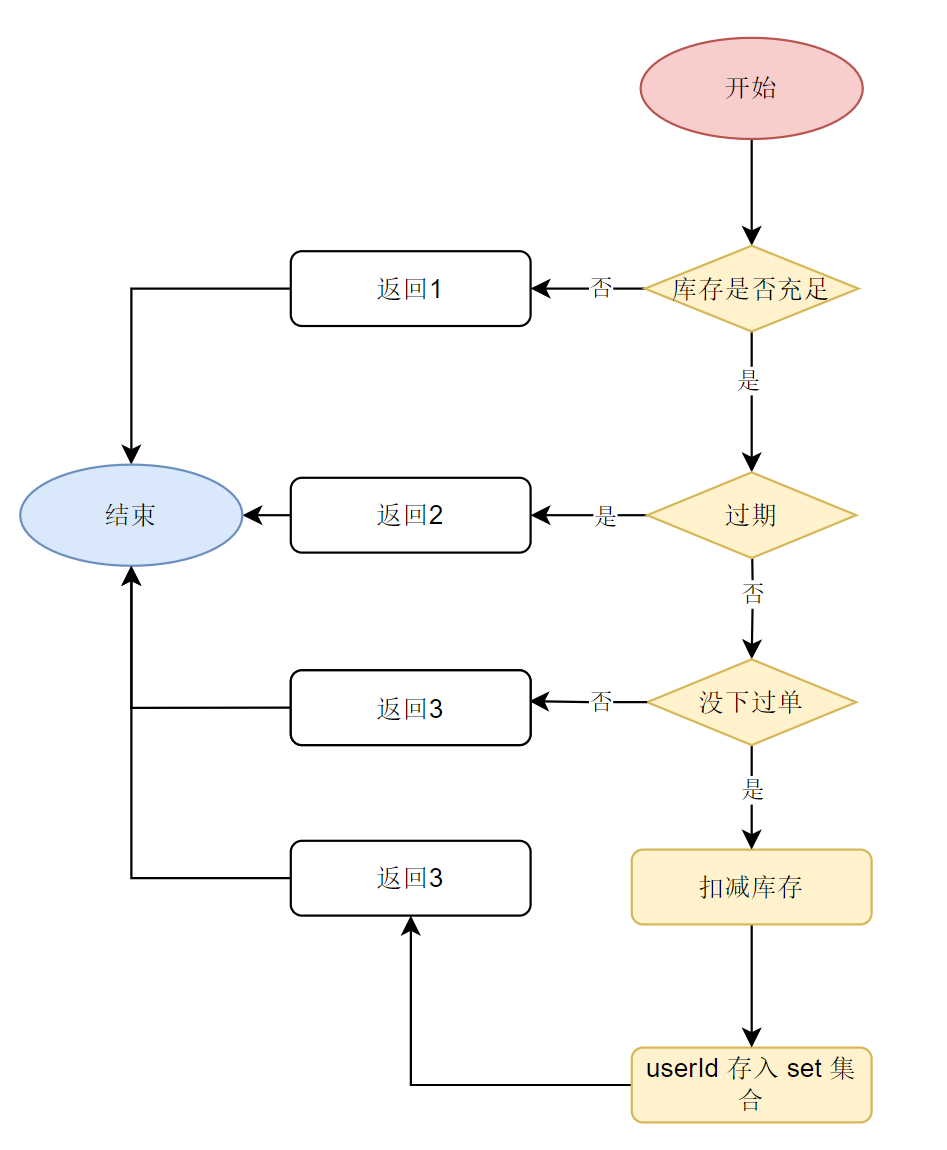 开始
返回1
否
库存是否充足
是
结束
返回2
是
过期
否
返回3
否
没下过单
是
返回3
扣减库存
userId 存入 set 集
合